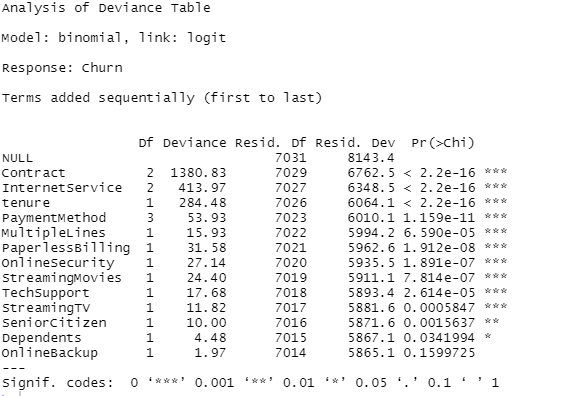 Analysis of Deviance Table
Model: binomial, link: logit
Response: Churn
Terms added sequentially (first to last)
Df Deviance Resid. Df Resid. Dev Pr(>Chi)
NULL 7031 8143.4
Contract 2 1380.83 7029 6762.5 < 2.2e-16 ***
InternetService 2 413.97 7027 6348.5 < 2.2e-16 ***
tenure 1 284.48 7026 6064.1 < 2.2e-16 ***
PaymentMethod 3 53.93 7023 6010.1 1.159e-11 ***
MultipleLines 1 15.93 7022 5994.2 6.590e-05 ***
PaperlessBilling 1 31.58 7021 5962.6 1.912e-08 ***
OnlineSecurity 1 27.14 7020 5935.5 1.891e-07 ***
StreamingMovies 1 24.40 7019 5911.1 7.814e-07 ***
TechSupport 1 17.68 7018 5893.4 2.614e-05 ***
StreamingTV 1 11.82 7017 5881.6 0.0005847 ***
SeniorCitizen 1 10.00 7016 5871.6 0.0015637 **
Dependents 1 4.48 7015 5867.1 0.0341994 *
OnlineBackup 1 1.97 7014 5865.1 0.1599725
---
Signif. codes: 0 ‘***’ 0.001 ‘**’ 0.01 ‘*’ 0.05 ‘.’ 0.1 ‘ ’ 1